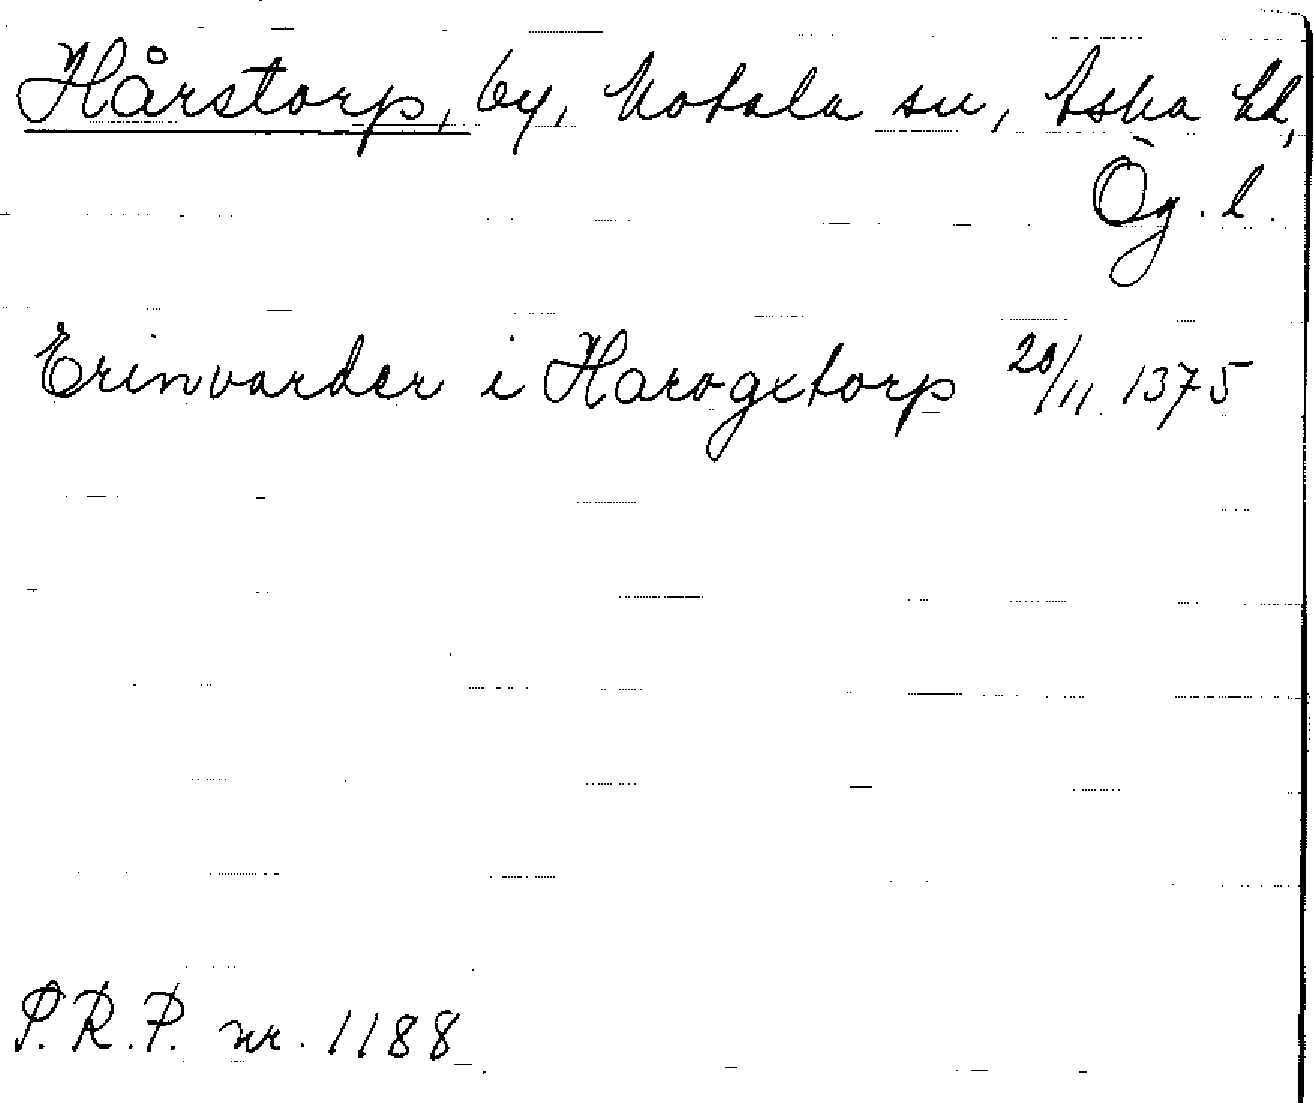 Hårstorp, by, Motala sn, Aska hd,
Ög. l.
Erinvarder i Harogxtorp 20/11 1375
P.R.P. nr. 1188